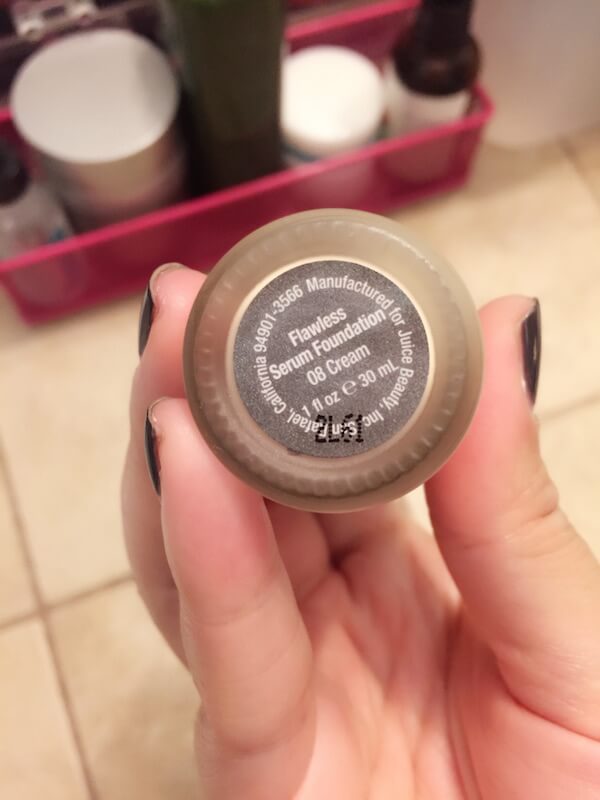 Manufactured for Juice Beauty, Inc.
San Rafael, California 94901-3566
Flawless
Serum Foundation
08 Cream
1 fl oz ℮ 30 ml